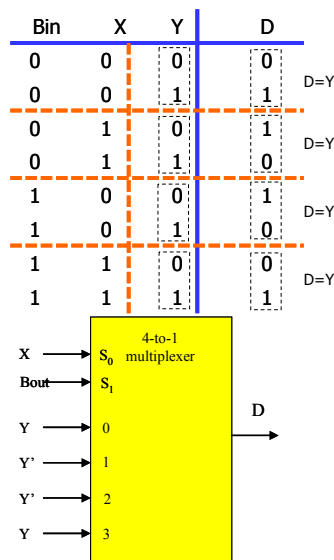 Bin X Y D
0 0 0 0
D=Y
0 0 1 1
0 1 0 1
D=Y
0 1 1 0
1 0 0 1
D=Y
1 0 1 0
1 1 0 0
D=Y
1 1 1 1
4-to-1
X S0 multiplexer
Bout S1
D
Y 0
Y' 1
Y' 2
Y 3